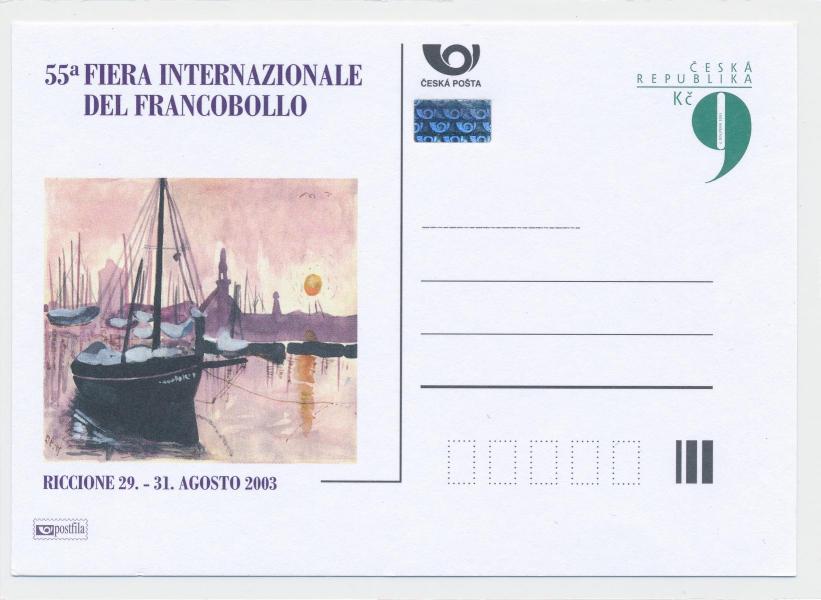 55a FIERA INTERNAZIONALE
DEL FRANCOBOLLO
RICCIONE 29. - 31. AGOSTO 2003
postfila
ČESKÁ POŠTA
ČESKÁ
REPUBLIKA
Kč 9